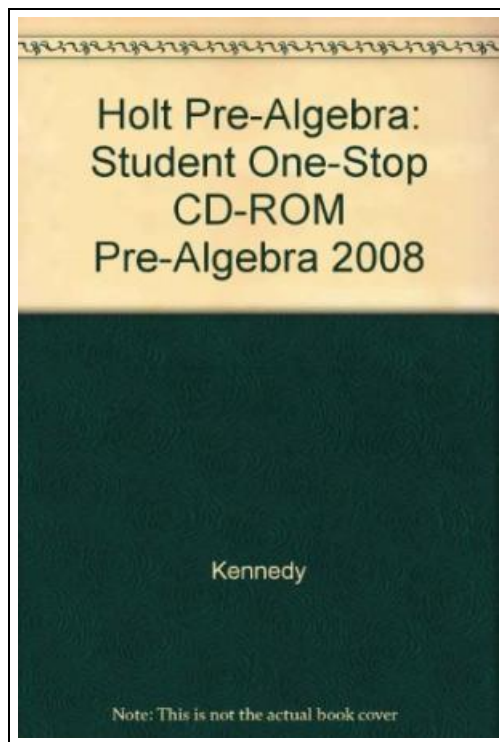 Holt Pre-Algebra:
Student One-Stop
CD-ROM
Pre-Algebra 2008
Kennedy
Note: This is not the actual book cover